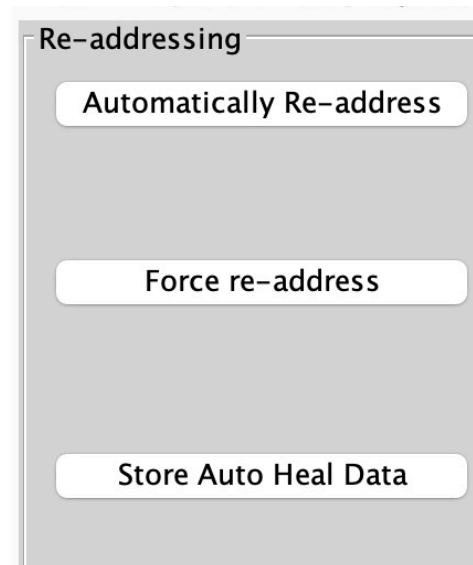 Re-addressing
Automatically Re-address
Force re-address
Store Auto Heal Data